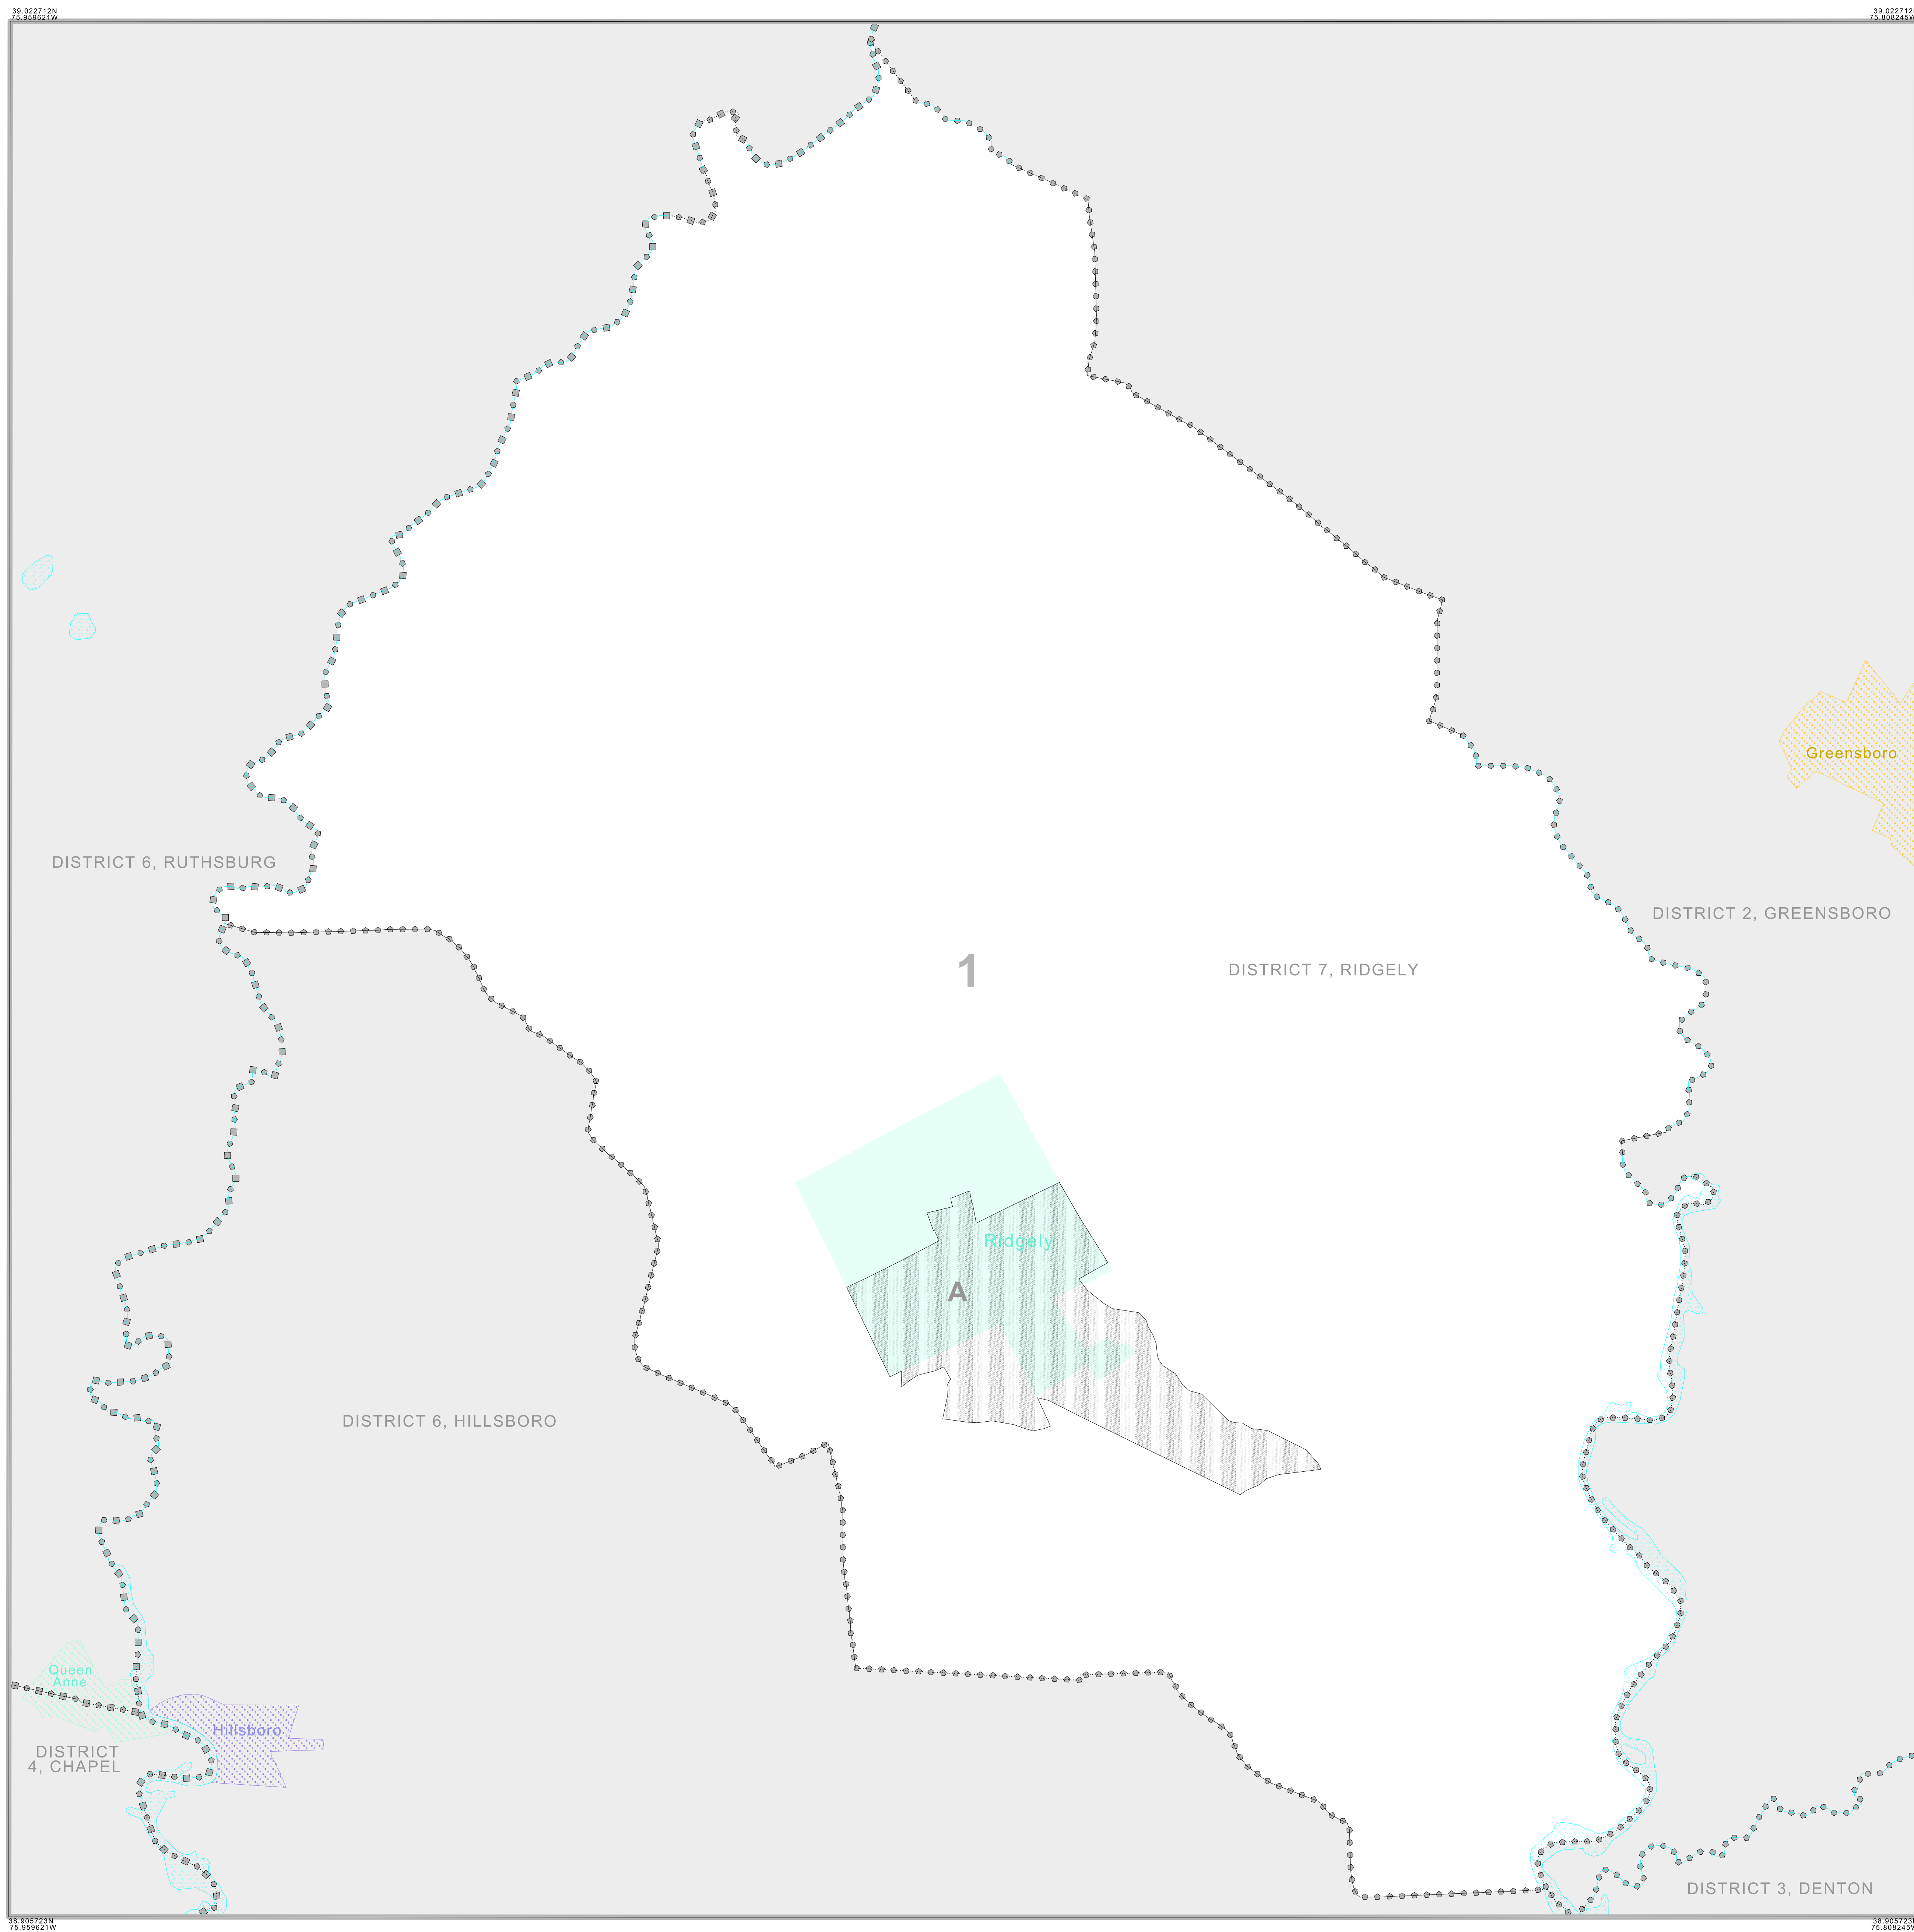 39.022712N
75.959621W
39.022712N
75.808245W
Greensboro
DISTRICT 6, RUTHSBURG
DISTRICT 2, GREENSBORO
1
DISTRICT 7, RIDGELY
Ridgely
A
DISTRICT 6, HILLSBORO
Queen
Anne
Hillsboro
DISTRICT
4, CHAPEL
DISTRICT 3, DENTON
38.905723N
75.959621W
38.905723N
75.808245W